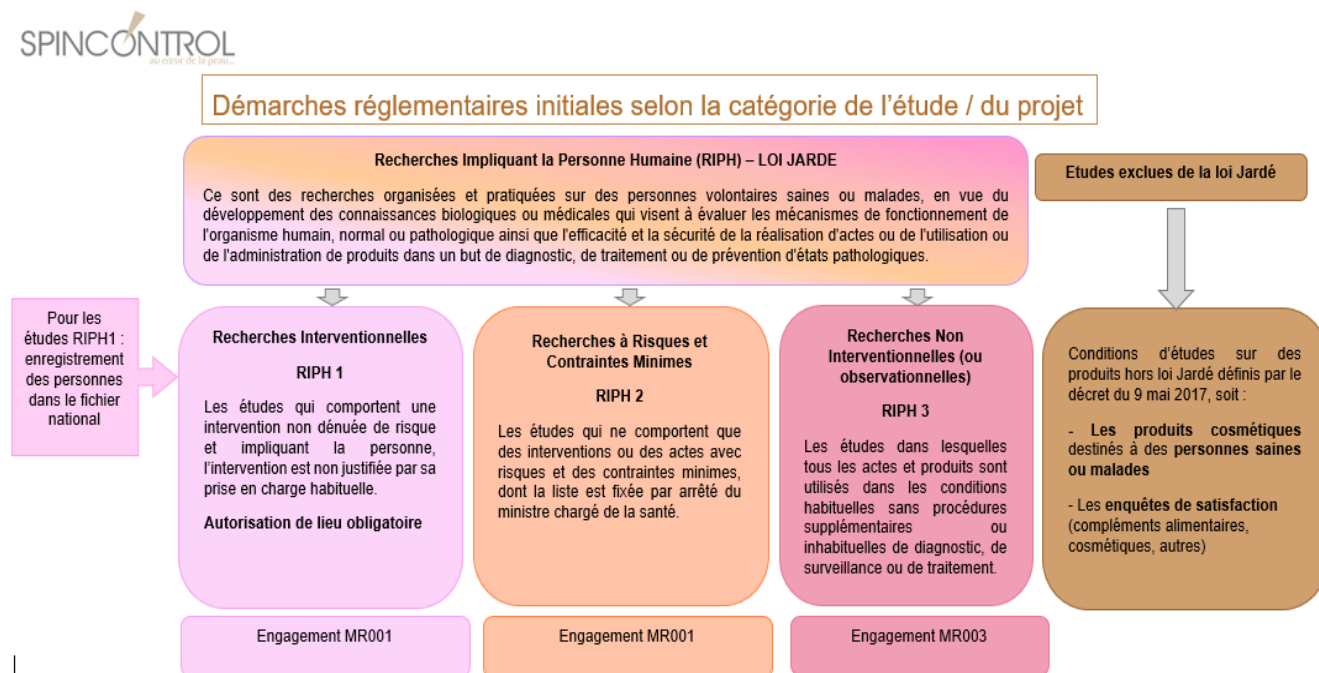 SPINCONTROL
au cœur de la peau...
Démarches réglementaires initiales selon la catégorie de l'étude / du projet
Recherches Impliquant la Personne Humaine (RIPH) – LOI JARDE
Ce sont des recherches organisées et pratiquées sur des personnes volontaires saines ou malades, en vue du
développement des connaissances biologiques ou médicales qui visent à évaluer les mécanismes de fonctionnement de
l'organisme humain, normal ou pathologique ainsi que l'efficacité et la sécurité de la réalisation d'actes ou de l'utilisation ou
de l'administration de produits dans un but de diagnostic, de traitement ou de prévention d'états pathologiques.
Etudes exclues de la loi Jardé
Pour les
études RIPH1 :
enregistrement
des personnes
dans le fichier
national
Recherches Interventionnelles
RIPH 1
Les études qui comportent une
intervention non dénuée de risque
et impliquant la personne,
l'intervention est non justifiée par sa
prise en charge habituelle.
Autorisation de lieu obligatoire
Recherches à Risques et
Contraintes Minimes
RIPH 2
Les études qui ne comportent que
des interventions ou des actes avec
risques et des contraintes minimes,
dont la liste est fixée par arrêté du
ministre chargé de la santé.
Recherches Non
Interventionnelles (ou
observationnelles)
RIPH 3
Les études dans lesquelles
tous les actes et produits sont
utilisés dans les conditions
habituelles sans procédures
supplémentaires ou
inhabituelles de diagnostic, de
surveillance ou de traitement.
Conditions d'études sur des
produits hors loi Jardé définis par le
décret du 9 mai 2017, soit :
- Les produits cosmétiques
destinés à des personnes saines
ou malades
- Les enquêtes de satisfaction
(compléments alimentaires,
cosmétiques, autres)
Engagement MR001
Engagement MR001
Engagement MR003